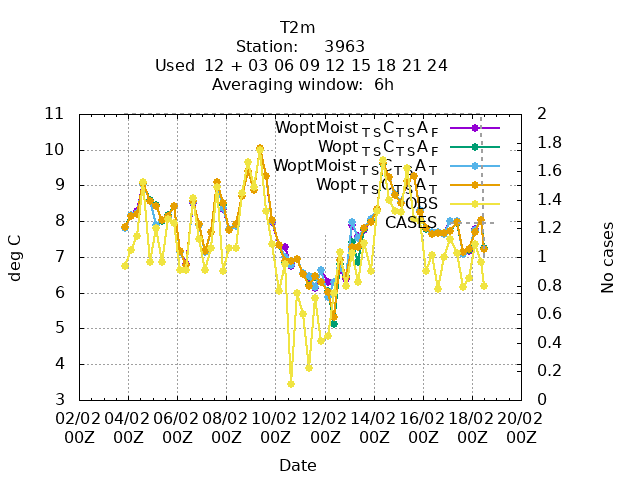 T2m
Station: 3963
Used 12 + 03 06 09 12 15 18 21 24
Averaging window: 6h
deg C
No cases
11
10
9
8
7
6
5
4
3
2
1.8
1.6
1.4
1.2
1
0.8
0.6
0.4
0.2
0
WoptMoist T S C T S A F
Wopt T S C T S A F
WoptMoist T S C T S A T
Wopt T S C T S A T
OBS
CASES
02/02 04/02 06/02 08/02 10/02 12/02 14/02 16/02 18/02 20/02
00Z 00Z 00Z 00Z 00Z 00Z 00Z 00Z 00Z 00Z
Date